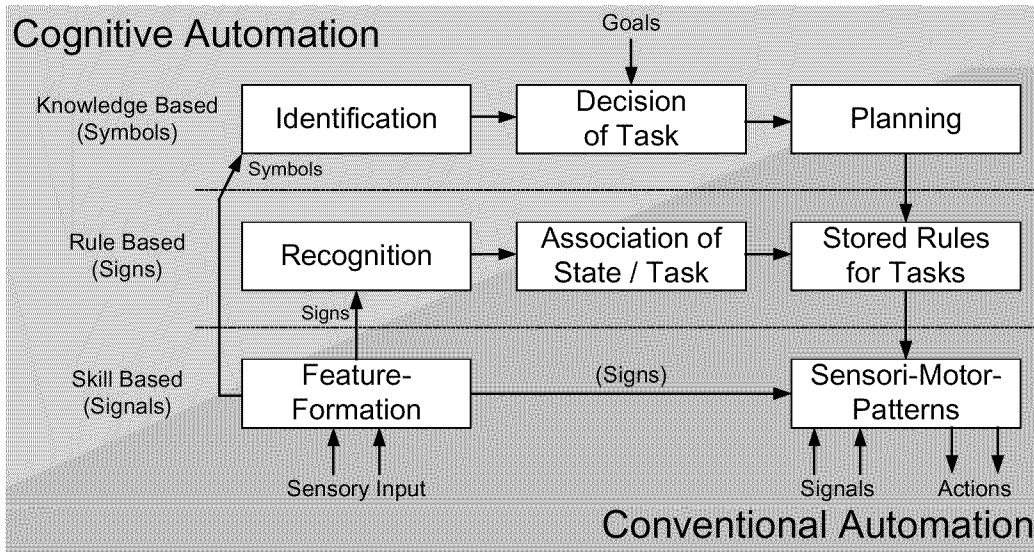 Cognitive Automation
Goals
Knowledge Based
(Symbols)
Identification
Decision
of Task
Planning
Symbols
Rule Based
(Signs)
Recognition
Association of
State / Task
Stored Rules
for Tasks
Signs
Skill Based
(Signals)
Feature-
Formation
(Signs)
Sensori-Motor-
Patterns
Sensory Input
Signals
Actions
Conventional Automation